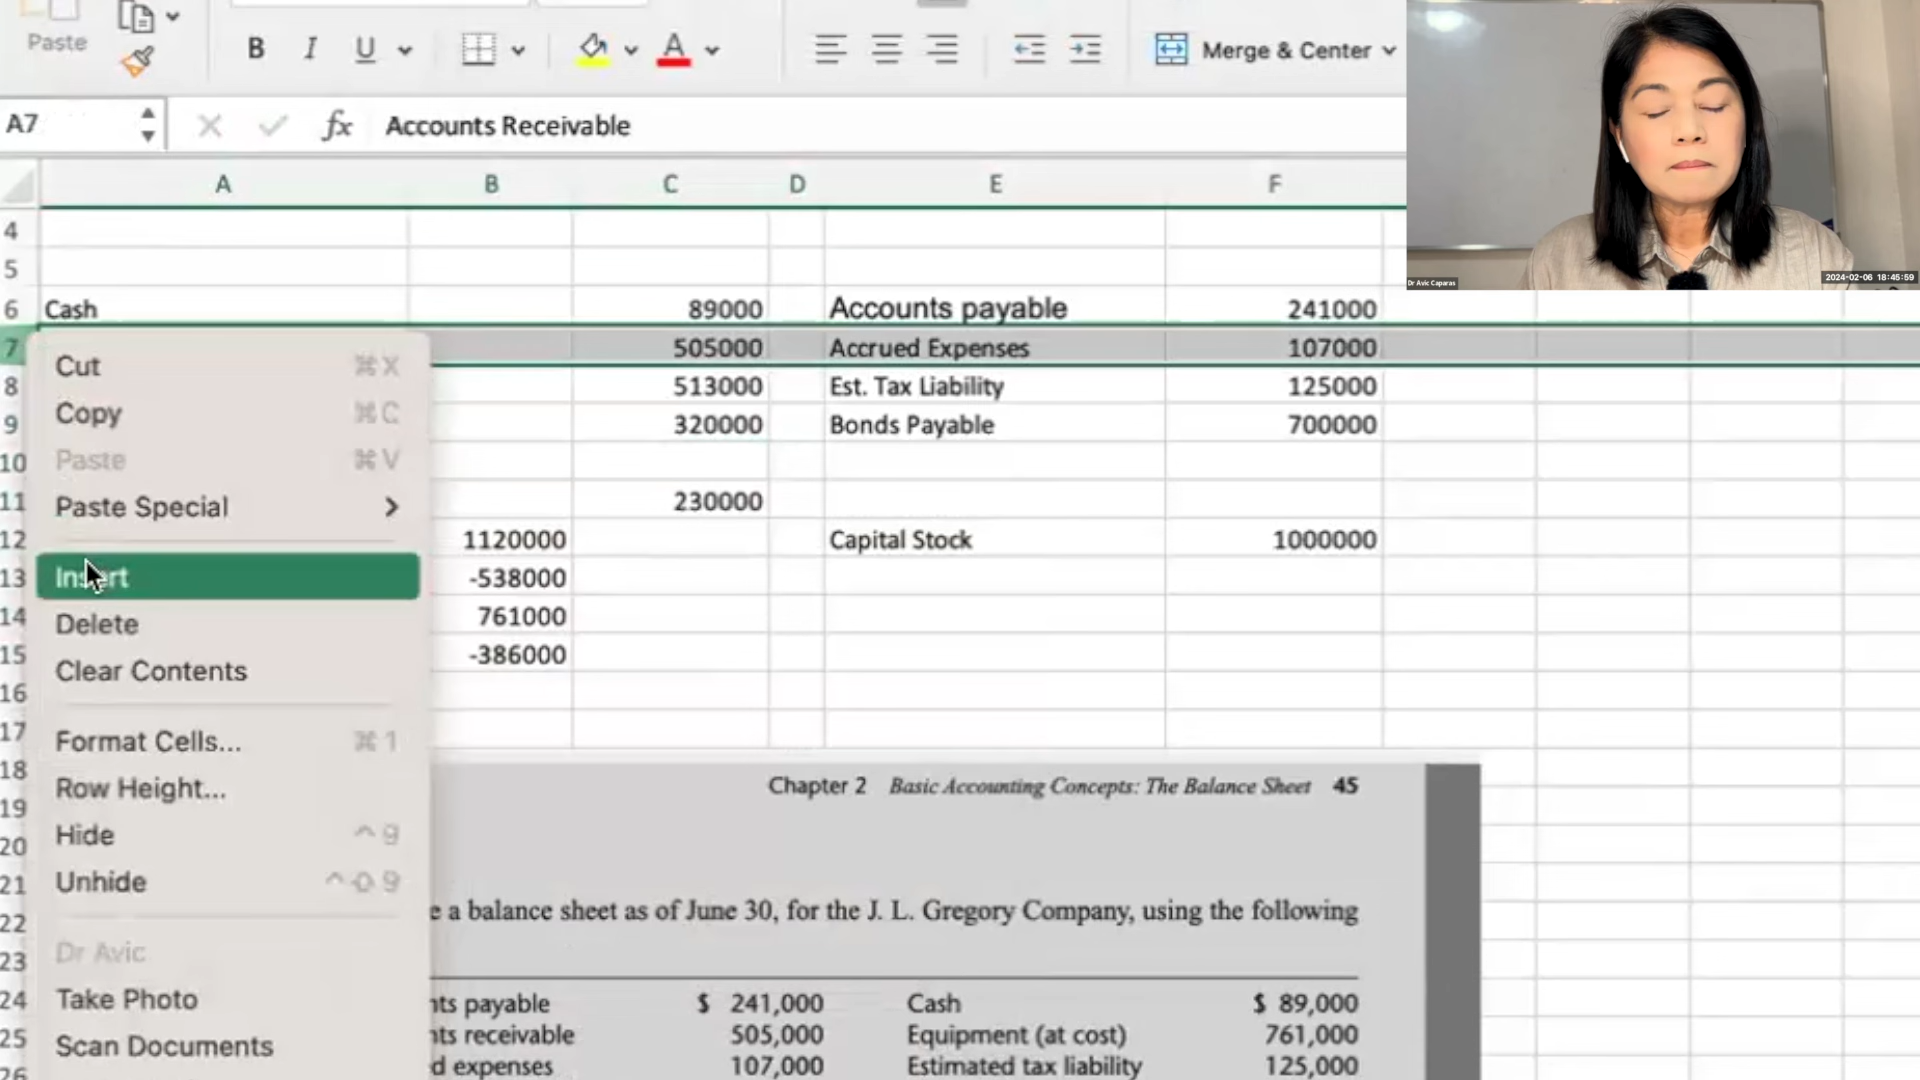 Paste
B I U
A
Merge & Center
A7
fx
Accounts Receivable
A B C D E F
4
5
6 Cash 89000 Accounts payable 241000
7 505000 Accrued Expenses 107000
8 513000 Est. Tax Liability 125000
9 320000 Bonds Payable 700000
10
11 230000
12 1120000 Capital Stock 1000000
13 -538000
14 761000
15 -386000
16
17
18
19
20
21
22
23
24
25
26
Cut ⌘X
Copy ⌘C
Paste ⌘V
Paste Special
Insert
Delete
Clear Contents
Format Cells... ⌘1
Row Height...
Hide ^9
Unhide ^⇧9
Dr Avic
Take Photo
Scan Documents
Chapter 2 Basic Accounting Concepts: The Balance Sheet 45
e a balance sheet as of June 30, for the J. L. Gregory Company, using the following
nts payable $ 241,000 Cash $ 89,000
nts receivable 505,000 Equipment (at cost) 761,000
d expenses 107,000 Estimated tax liability 125,000
Dr Avic Caparas
2024-02-06 18:45:59